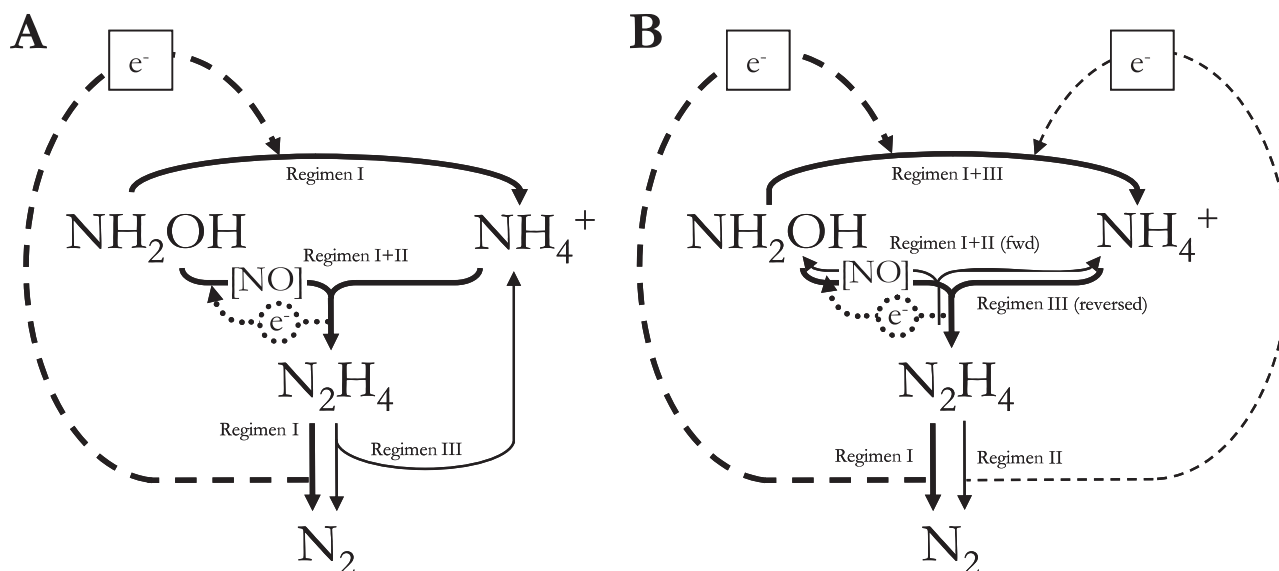 A
e-
Regimen I
NH2OH
NH4+
Regimen I+II
[NO]
e-
N2H4
Regimen I
Regimen III
N2
B
e-
e-
Regimen I+III
NH2OH
NH4+
Regimen I+II (fwd)
[NO]
Regimen III (reversed)
e-
N2H4
Regimen I
Regimen II
N2